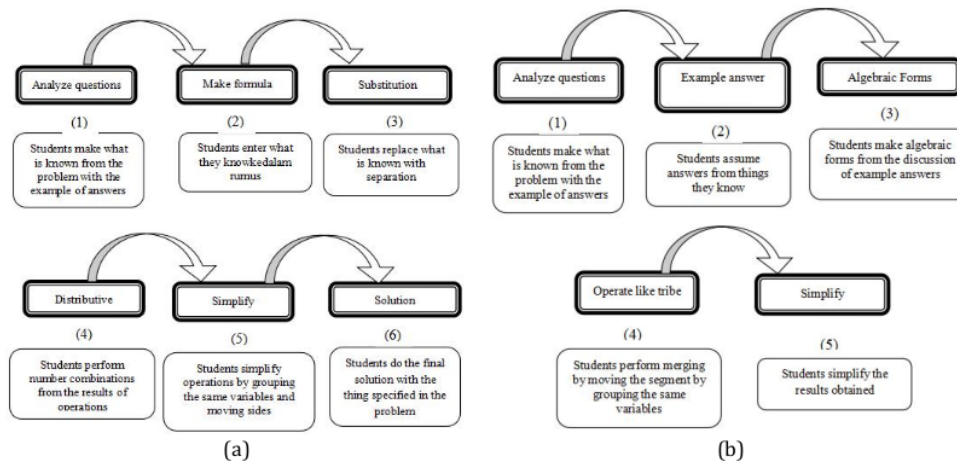 Analyze questions
Make formula
Substitution
(1)
(2)
(3)
Students make what
is known from the
problem with the
example of answers
Students enter what
they knowkedalam
rumus
Students replace what
is known with
separation
Distributive
Simplify
Solution
(4)
(5)
(6)
Students perform
number combinations
from the results of
operations
Students simplify
operations by grouping
the same variables and
moving sides
Students do the final
solution with the
thing specified in the
problem
(a)
Analyze questions
Example answer
Algebraic Forms
(1)
(2)
(3)
Students make what
is known from the
problem with the
example of answers
Students assume
answers from things
they know
Students make algebraic
forms from the discussion
of example answers
Operate like tribe
Simplify
(4)
(5)
Students perform merging
by moving the segment by
grouping the same
variables
Students simplify the
results obtained
(b)